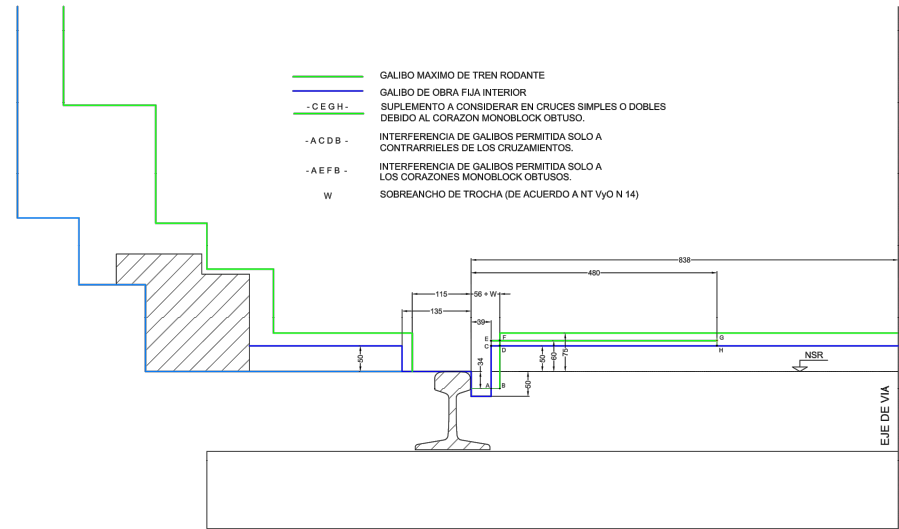 GALIBO MAXIMO DE TREN RODANTE
GALIBO DE OBRA FIJA INTERIOR
- C E G H -
SUPLEMENTO A CONSIDERAR EN CRUCES SIMPLES O DOBLES
DEBIDO AL CORAZON MONOBLOCK OBTUSO.
- A C D B -
INTERFERENCIA DE GALIBOS PERMITIDA SOLO A
CONTRARRIELES DE LOS CRUZAMIENTOS.
- A E F B -
INTERFERENCIA DE GALIBOS PERMITIDA SOLO A
LOS CORAZONES MONOBLOCK OBTUSOS.
W
SOBREANCHO DE TROCHA (DE ACUERDO A NT VyO N 14)
838
480
115
56 + W
135
39
E
F
G
C
D
H
50
34
50
60
75
NSR
A
B
50
EJE DE VIA